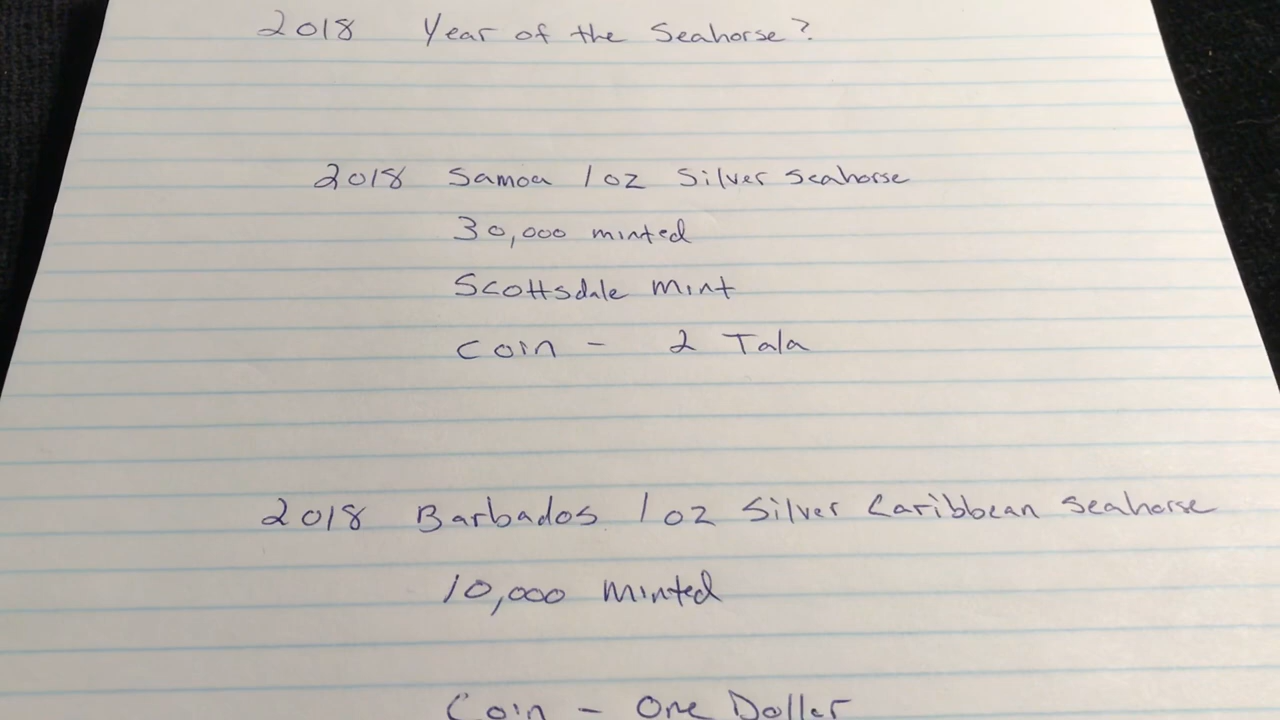 2018 Year of the Seahorse?
2018 Samoa 1oz Silver seahorse
30,000 minted
Scottsdale mint
Coin - 2 Tala
2018 Barbados 1oz Silver Caribbean seahorse
10,000 minted
Coin - One Doller